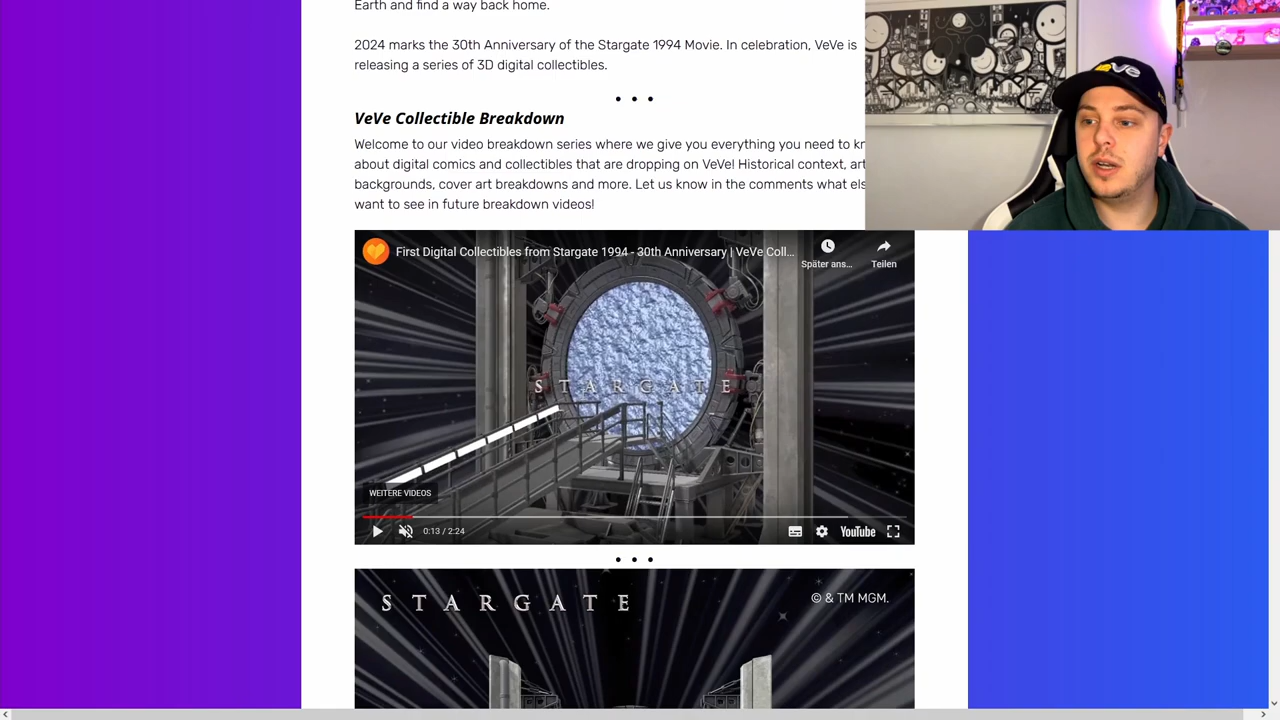 Earth and find a way back home.
2024 marks the 30th Anniversary of the Stargate 1994 Movie. In celebration, VeVe is
releasing a series of 3D digital collectibles.
VeVe Collectible Breakdown
Welcome to our video breakdown series where we give you everything you need to kn
about digital comics and collectibles that are dropping on VeVe! Historical context, art
backgrounds, cover art breakdowns and more. Let us know in the comments what els
want to see in future breakdown videos!
First Digital Collectibles from Stargate 1994 - 30th Anniversary | VeVe Coll...
Später ans...
Teilen
STARGATE
WEITERE VIDEOS
0:13 / 2:24
YouTube
STARGATE
© & TM MGM.